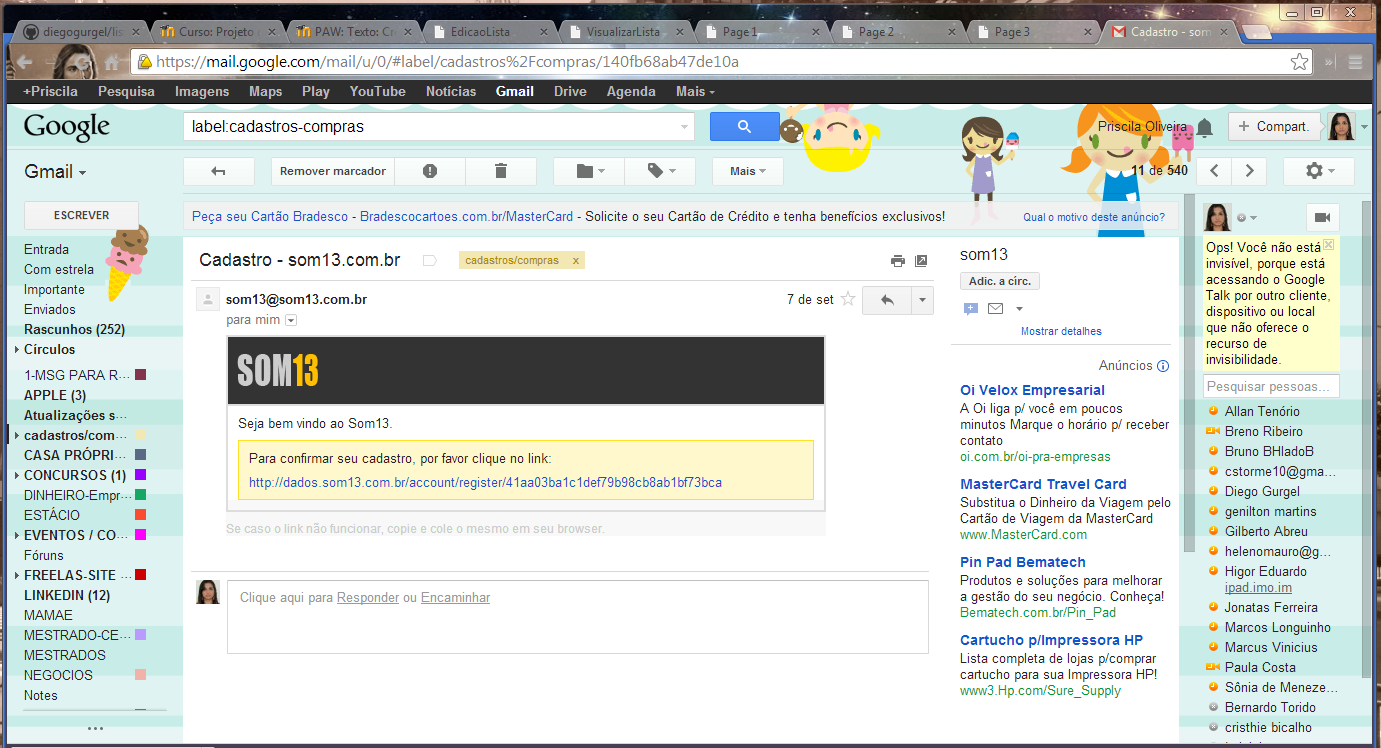 diegogurgel/lis
Curso: Projeto
PAW: Texto: Cr
EdicaoLista
VisualizarLista
Page 1
Page 2
Page 3
Cadastro - som
https://mail.google.com/mail/u/0/#label/cadastros%2Fcompras/140fb68ab47de10a
+Priscila Pesquisa Imagens Maps Play YouTube Notícias Gmail Drive Agenda Mais
Google
label:cadastros-compras
Priscila Oliveira
+ Compart.
Gmail
Remover marcador
Mais
11 de 540
ESCREVER
Entrada
Com estrela
Importante
Enviados
Rascunhos (252)
Círculos
1-MSG PARA R...
APPLE (3)
Atualizações s...
cadastros/com...
CASA PRÓPRI...
CONCURSOS (1)
DINHEIRO-Empr...
ESTÁCIO
EVENTOS / CO...
Fóruns
FREELAS-SITE ...
LINKEDIN (12)
MAMAE
MESTRADO-CE...
MESTRADOS
NEGOCIOS
Notes
Peça seu Cartão Bradesco - Bradescocartoes.com.br/MasterCard - Solicite o seu Cartão de Crédito e tenha benefícios exclusivos!
Qual o motivo deste anúncio?
Cadastro - som13.com.br
cadastros/compras x
som13@som13.com.br
7 de set
para mim
SOM13
Seja bem vindo ao Som13.
Para confirmar seu cadastro, por favor clique no link:
http://dados.som13.com.br/account/register/41aa03ba1c1def79b98cb8ab1bf73bca
Se caso o link não funcionar, copie e cole o mesmo em seu browser.
Clique aqui para Responder ou Encaminhar
som13
Adic. a círc.
Mostrar detalhes
Anúncios
Oi Velox Empresarial
A Oi liga p/ você em poucos
minutos Marque o horário p/ receber
contato
oi.com.br/oi-pra-empresas
MasterCard Travel Card
Substitua o Dinheiro da Viagem pelo
Cartão de Viagem da MasterCard
www.MasterCard.com
Pin Pad Bematech
Produtos e soluções para melhorar
a gestão do seu negócio. Conheça!
Bematech.com.br/Pin_Pad
Cartucho p/Impressora HP
Lista completa de lojas p/comprar
cartucho para sua Impressora HP!
www3.Hp.com/Sure_Supply
Ops! Você não está
invisível, porque está
acessando o Google
Talk por outro cliente,
dispositivo ou local
que não oferece o
recurso de
invisibilidade.
Pesquisar pessoas...
Allan Tenório
Breno Ribeiro
Bruno BHladoB
cstorme10@gma...
Diego Gurgel
genilton martins
Gilberto Abreu
helenomauro@g...
Higor Eduardo
ipad.imo.im
Jonatas Ferreira
Marcos Longuinho
Marcus Vinicius
Paula Costa
Sônia de Meneze...
Bernardo Torido
cristhie bicalho